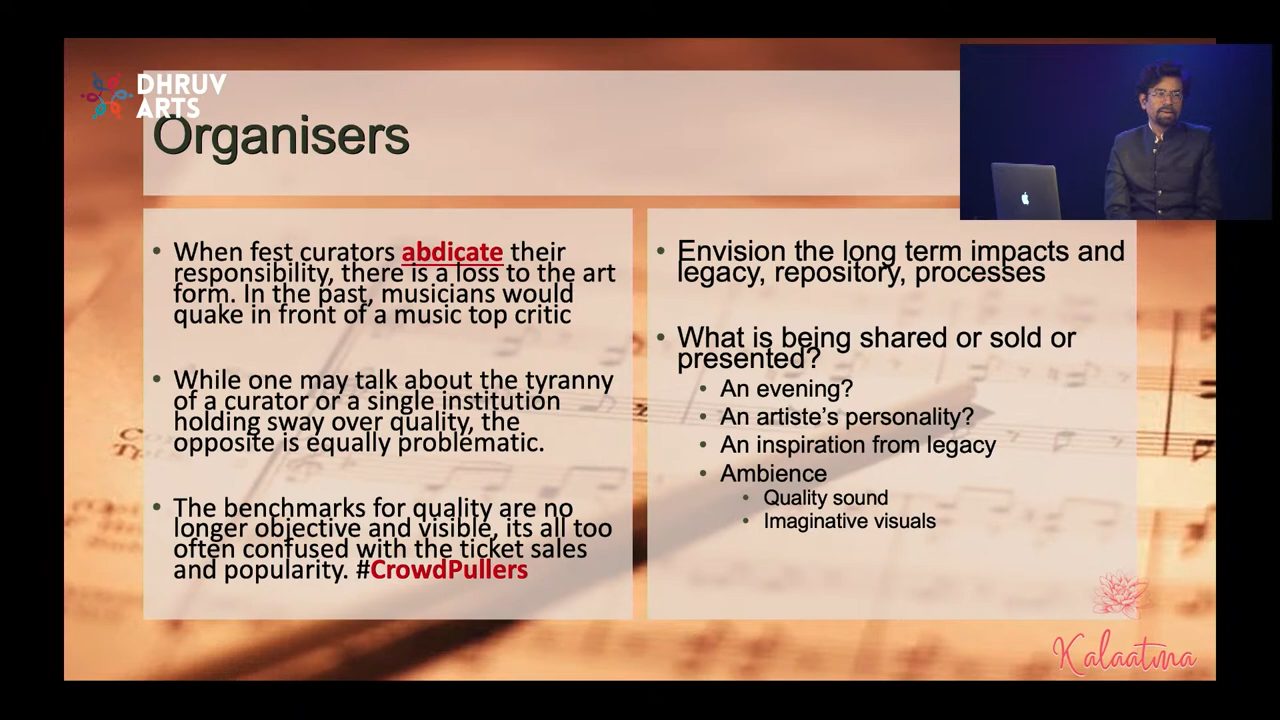 DHRUV
ARTS
Organisers
• When fest curators abdicate their
responsibility, there is a loss to the art
form. In the past, musicians would
quake in front of a music top critic
• While one may talk about the tyranny
of a curator or a single institution
holding sway over quality, the
opposite is equally problematic.
• The benchmarks for quality are no
longer objective and visible, its all too
often confused with the ticket sales
and popularity. #CrowdPullers
• Envision the long term impacts and
legacy, repository, processes
• What is being shared or sold or
presented?
• An evening?
• An artiste's personality?
• An inspiration from legacy
• Ambience
• Quality sound
• Imaginative visuals
Kalaatma